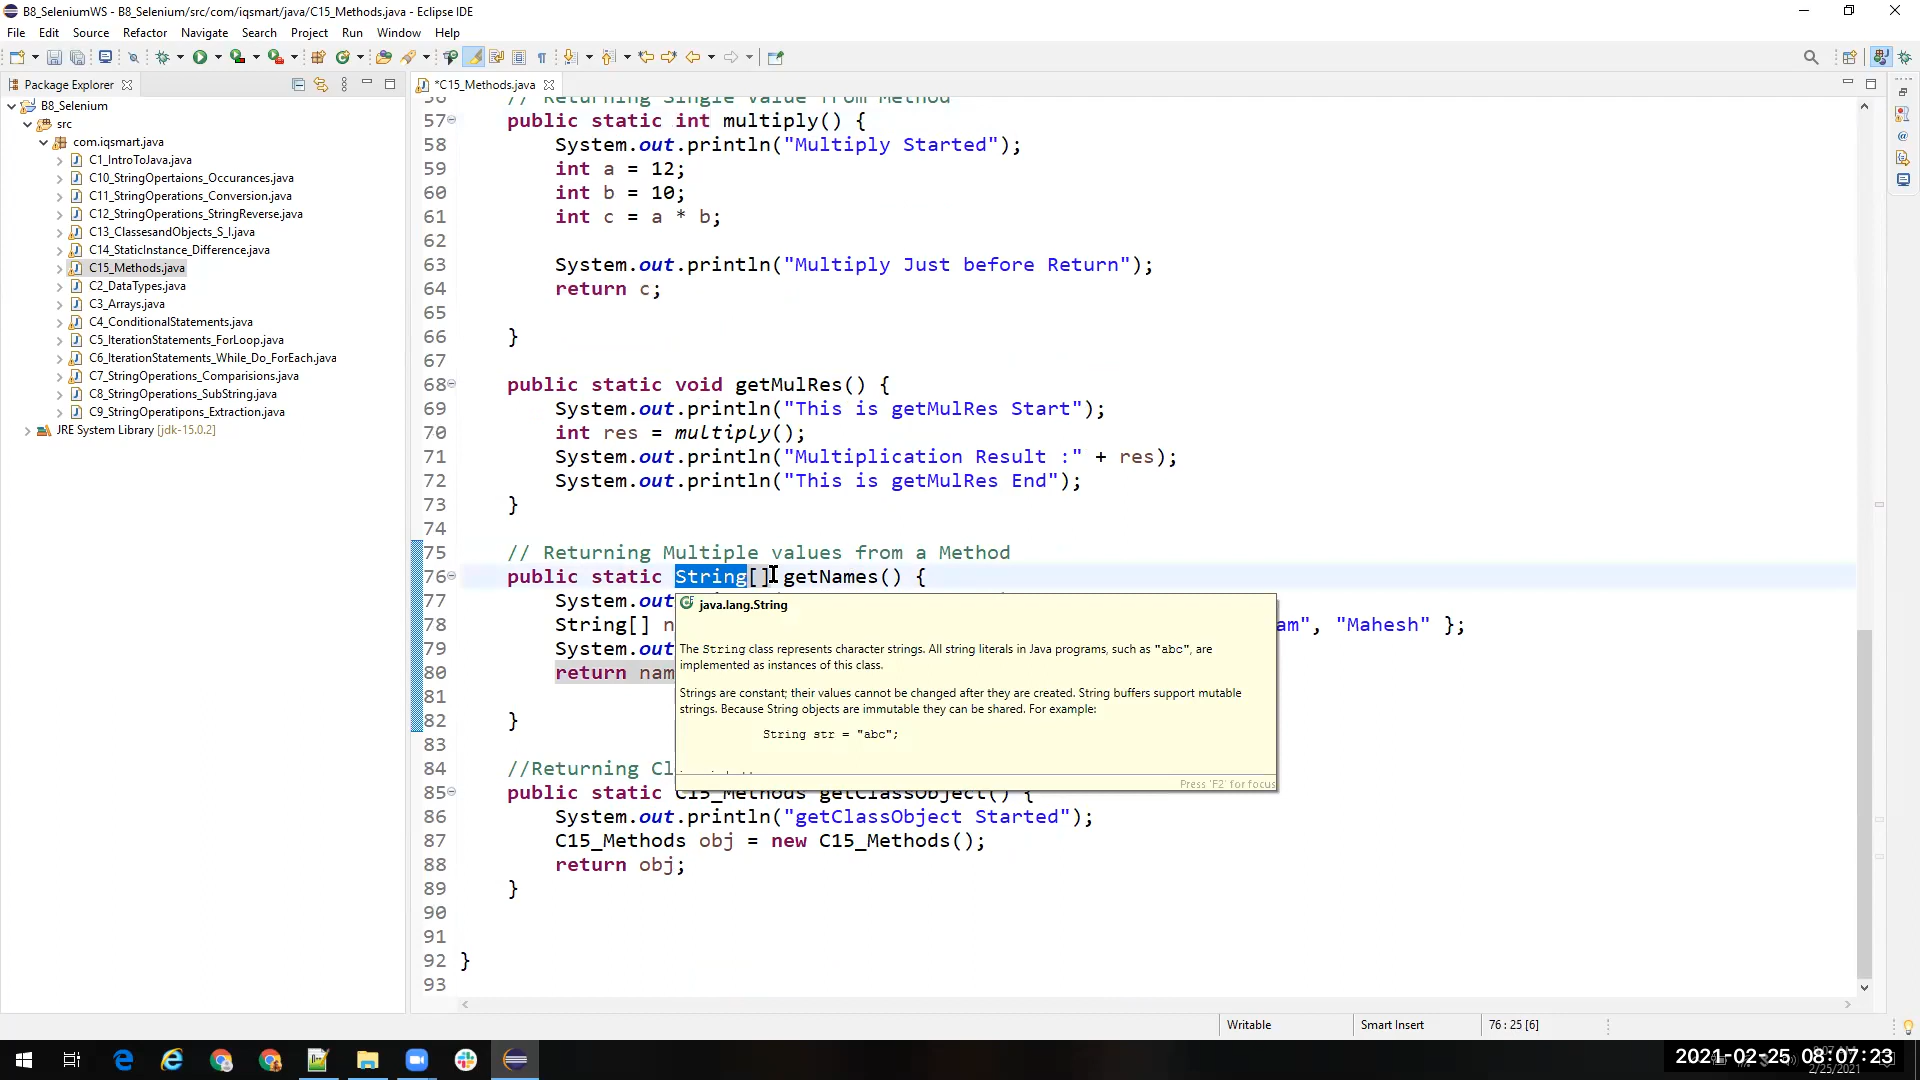 B8_SeleniumWS - B8_Selenium/src/com/iqsmart/java/C15_Methods.java - Eclipse IDE
File Edit Source Refactor Navigate Search Project Run Window Help
Package Explorer
*C15_Methods.java
B8_Selenium
src
com.iqsmart.java
C1_IntroToJava.java
C10_StringOpertaions_Occurances.java
C11_StringOperations_Conversion.java
C12_StringOperations_StringReverse.java
C13_ClassesandObjects_S_I.java
C14_StaticInstance_Difference.java
C15_Methods.java
C2_DataTypes.java
C3_Arrays.java
C4_ConditionalStatements.java
C5_IterationStatements_ForLoop.java
C6_IterationStatements_While_Do_ForEach.java
C7_StringOperations_Comparisions.java
C8_StringOperations_SubString.java
C9_StringOperatipons_Extraction.java
JRE System Library [jdk-15.0.2]
56 // Returning Single value from Method
57 public static int multiply() {
58 System.out.println("Multiply Started");
59 int a = 12;
60 int b = 10;
61 int c = a * b;
62
63 System.out.println("Multiply Just before Return");
64 return c;
65
66 }
67
68 public static void getMulRes() {
69 System.out.println("This is getMulRes Start");
70 int res = multiply();
71 System.out.println("Multiplication Result :" + res);
72 System.out.println("This is getMulRes End");
73 }
74
75 // Returning Multiple values from a Method
76 public static String[] getNames() {
77 System.out
78 String[] n am", "Mahesh" };
79 System.out
80 return nam
81
82 }
83
84 //Returning Cl
85 public static C15_Methods getClassObject() {
86 System.out.println("getClassObject Started");
87 C15_Methods obj = new C15_Methods();
88 return obj;
89 }
90
91
92 }
93
java.lang.String
The String class represents character strings. All string literals in Java programs, such as "abc", are
implemented as instances of this class.
Strings are constant; their values cannot be changed after they are created. String buffers support mutable
strings. Because String objects are immutable they can be shared. For example:
String str = "abc";
Press 'F2' for focus
Writable Smart Insert 76 : 25 [6]
2021-02-25 08:07:23
2/25/2021